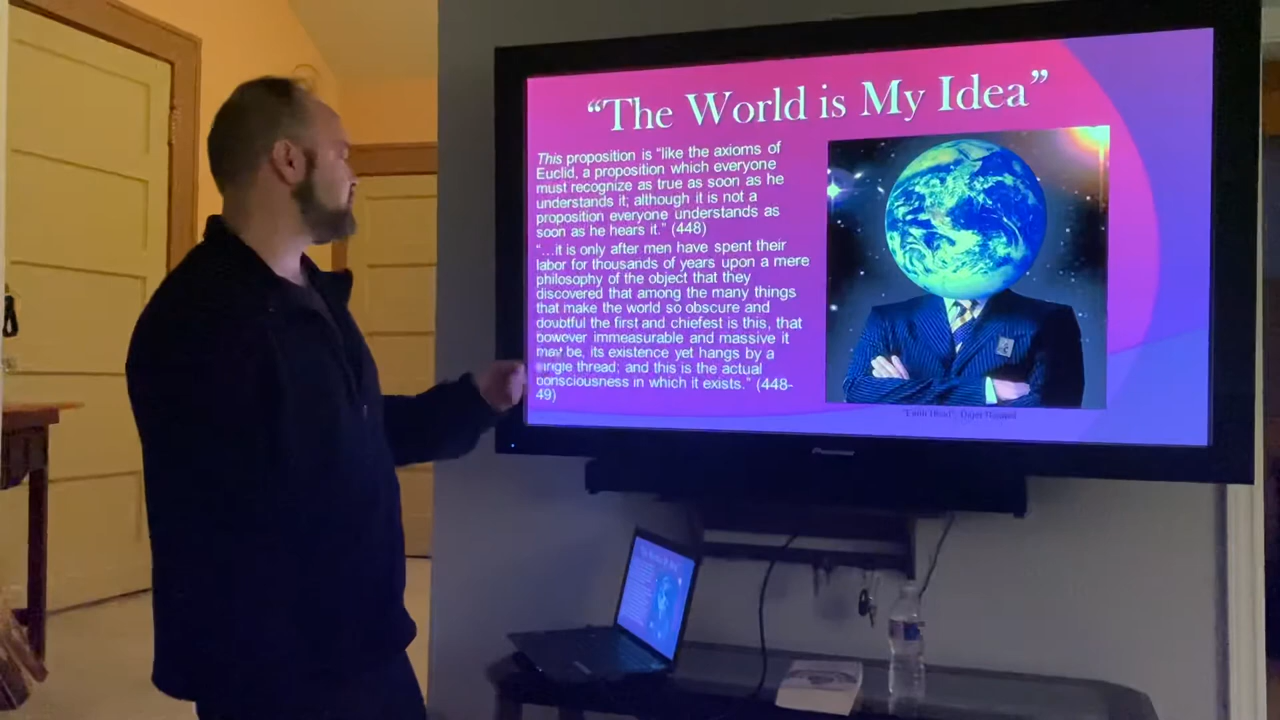 “The World is My Idea”
This proposition is “like the axioms of
Euclid, a proposition which everyone
must recognize as true as soon as he
understands it; although it is not a
proposition everyone understands as
soon as he hears it.” (448)
“…it is only after men have spent their
labor for thousands of years upon a mere
philosophy of the object that they
discovered that among the many things
that make the world so obscure and
doubtful the first and chiefest is this, that
however immeasurable and massive it
may be, its existence yet hangs by a
single thread; and this is the actual
consciousness in which it exists.” (448-
49)